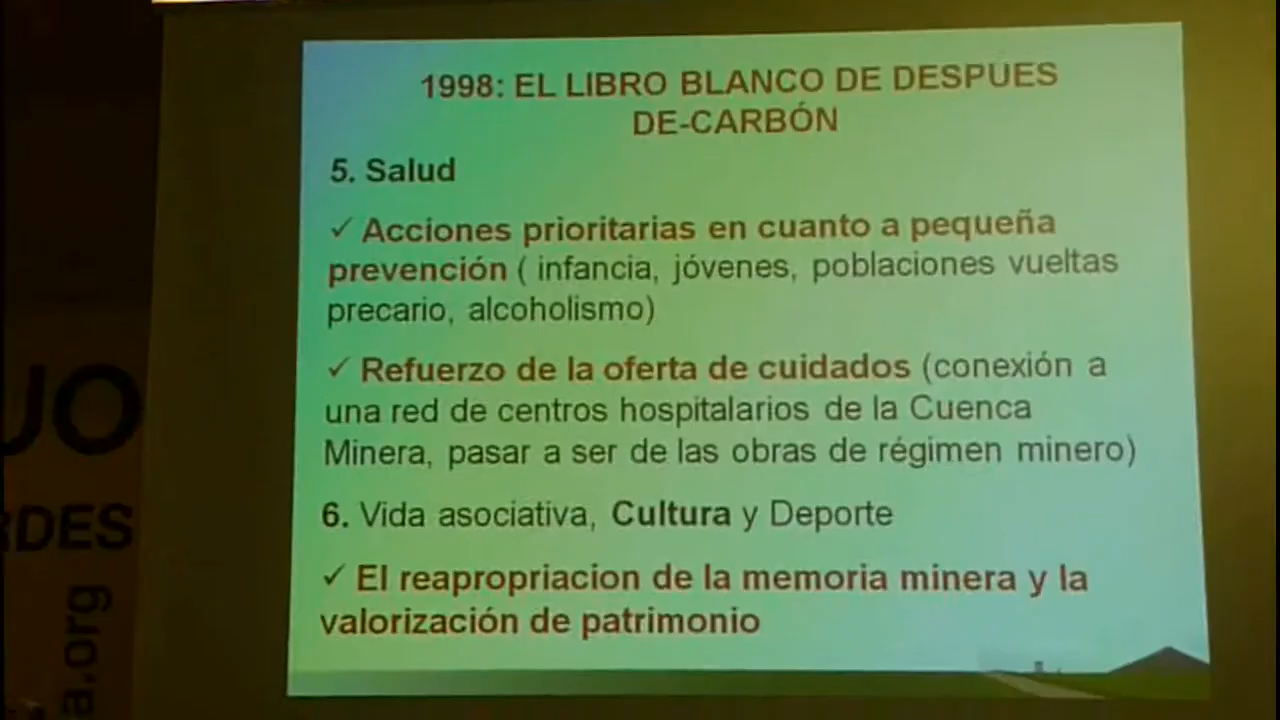 1998: EL LIBRO BLANCO DE DESPUES
DE-CARBÓN
5. Salud
✓ Acciones prioritarias en cuanto a pequeña
prevención ( infancia, jóvenes, poblaciones vueltas
precario, alcoholismo)
✓ Refuerzo de la oferta de cuidados (conexión a
una red de centros hospitalarios de la Cuenca
Minera, pasar a ser de las obras de régimen minero)
6. Vida asociativa, Cultura y Deporte
✓ El reapropriacion de la memoria minera y la
valorización de patrimonio
UO
RDES
a.org